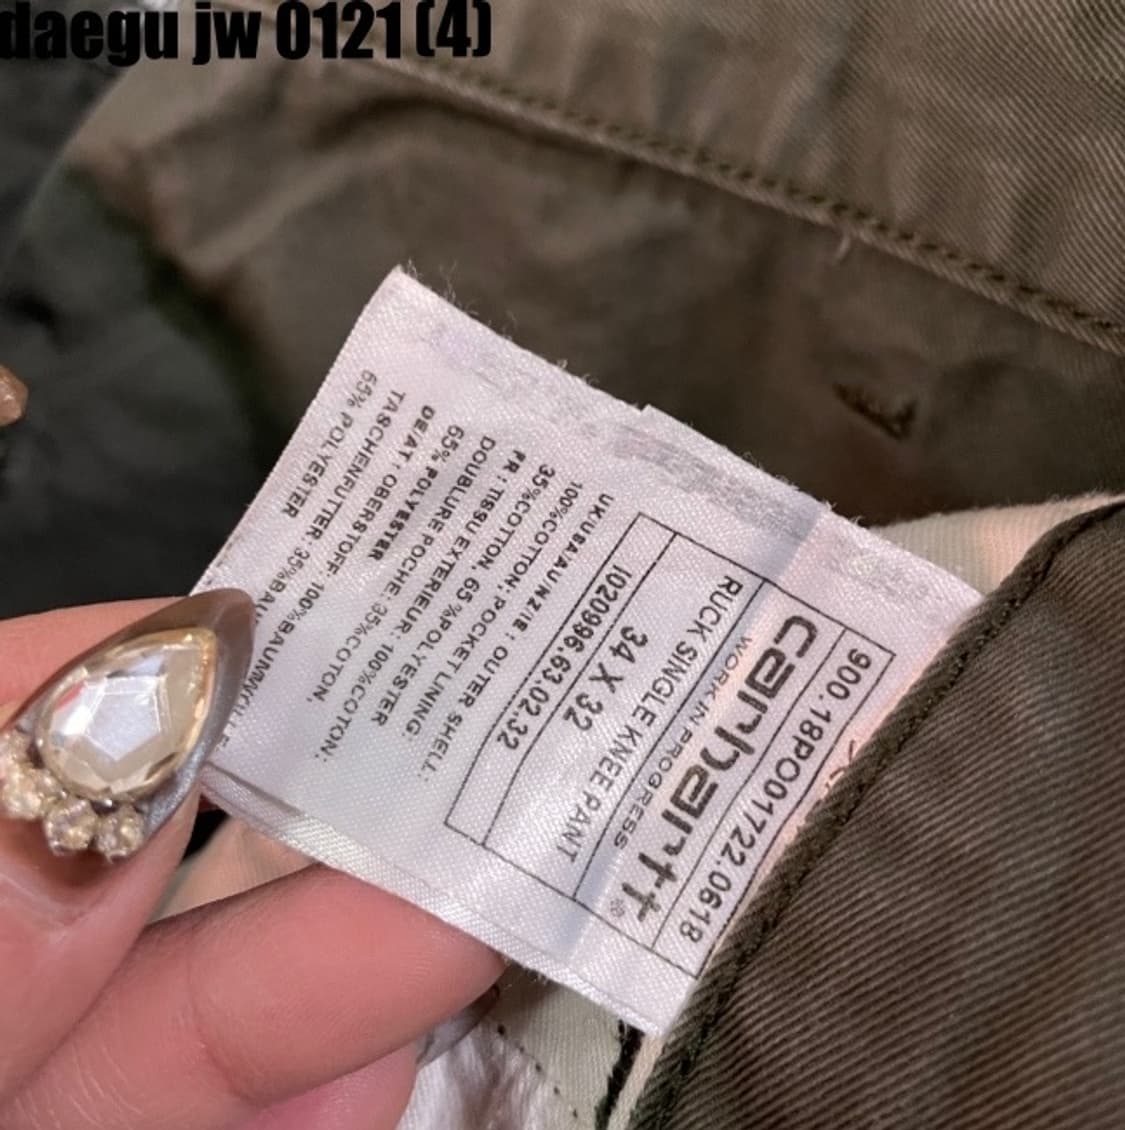 daegu jw 0121 (4)
900.18PO01722.0618
carhartt®
WORK IN PROGRESS
RUCK SINGLE KNEE PANT
34 X 32
I020996.63.02.32
UK/USA/AU/NZ/IE : OUTER SHELL:
100%COTTON; POCKET LINING:
35%COTTON, 65%POLYESTER
FR : TISSU EXTERIEUR: 100%COTON;
DOUBLURE POCHE: 35%COTON,
65% POLYESTER
DE/AT : OBERSTOFF: 100%BAUMWOLLE;
TASCHENFUTTER: 35%
65% POLYESTER